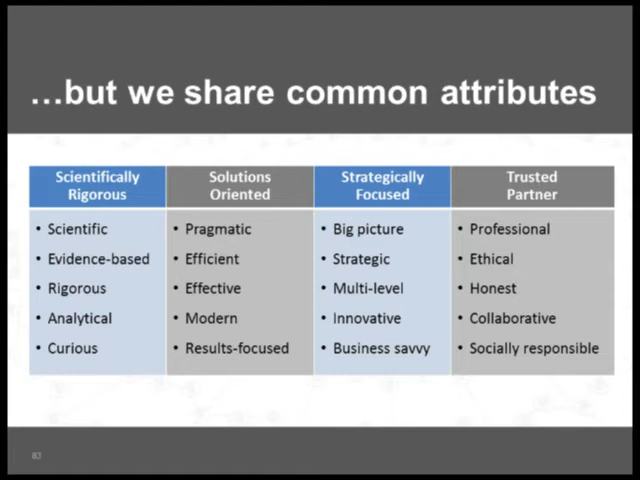 …but we share common attributes
Scientifically
Rigorous
• Scientific
• Evidence-based
• Rigorous
• Analytical
• Curious
Solutions
Oriented
• Pragmatic
• Efficient
• Effective
• Modern
• Results-focused
Strategically
Focused
• Big picture
• Strategic
• Multi-level
• Innovative
• Business savvy
Trusted
Partner
• Professional
• Ethical
• Honest
• Collaborative
• Socially responsible
83